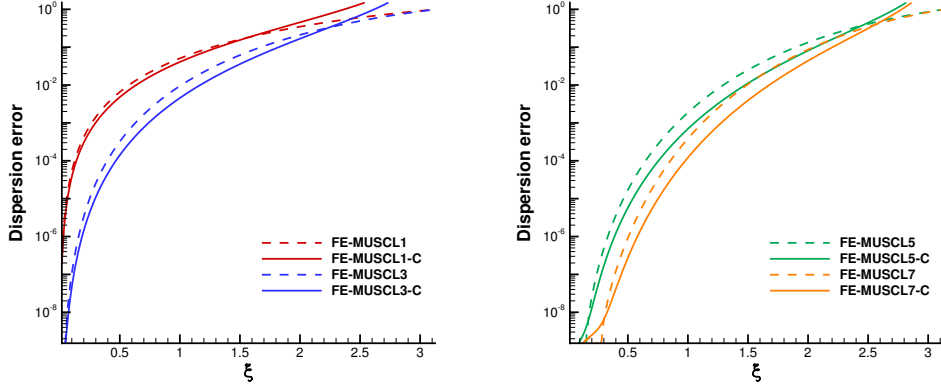 10^0
10^-2
10^-4
10^-6
10^-8
Dispersion error
0.5 1 1.5 2 2.5 3
ξ
FE-MUSCL1
FE-MUSCL1-C
FE-MUSCL3
FE-MUSCL3-C
10^0
10^-2
10^-4
10^-6
10^-8
Dispersion error
0.5 1 1.5 2 2.5 3
ξ
FE-MUSCL5
FE-MUSCL5-C
FE-MUSCL7
FE-MUSCL7-C